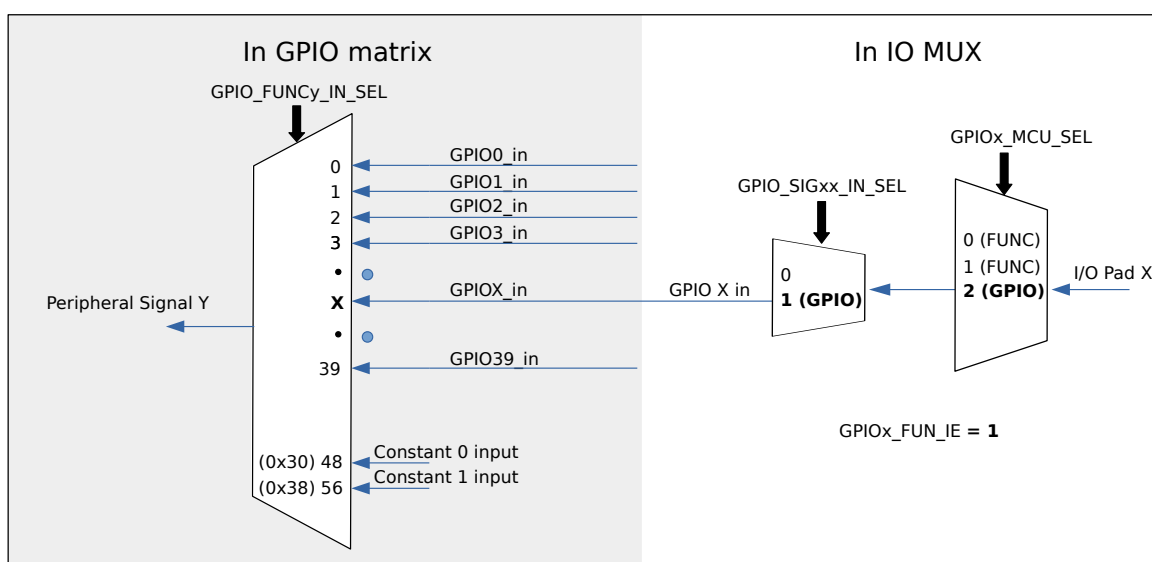 In GPIO matrix
GPIO_FUNCy_IN_SEL
0
GPIO0_in
1
GPIO1_in
2
GPIO2_in
3
GPIO3_in
X
GPIOX_in
39
GPIO39_in
(0x30) 48
Constant 0 input
(0x38) 56
Constant 1 input
Peripheral Signal Y
In IO MUX
GPIO X in
GPIO_SIGxx_IN_SEL
0
1 (GPIO)
GPIOx_MCU_SEL
0 (FUNC)
1 (FUNC)
2 (GPIO)
I/O Pad X
GPIOx_FUN_IE = 1